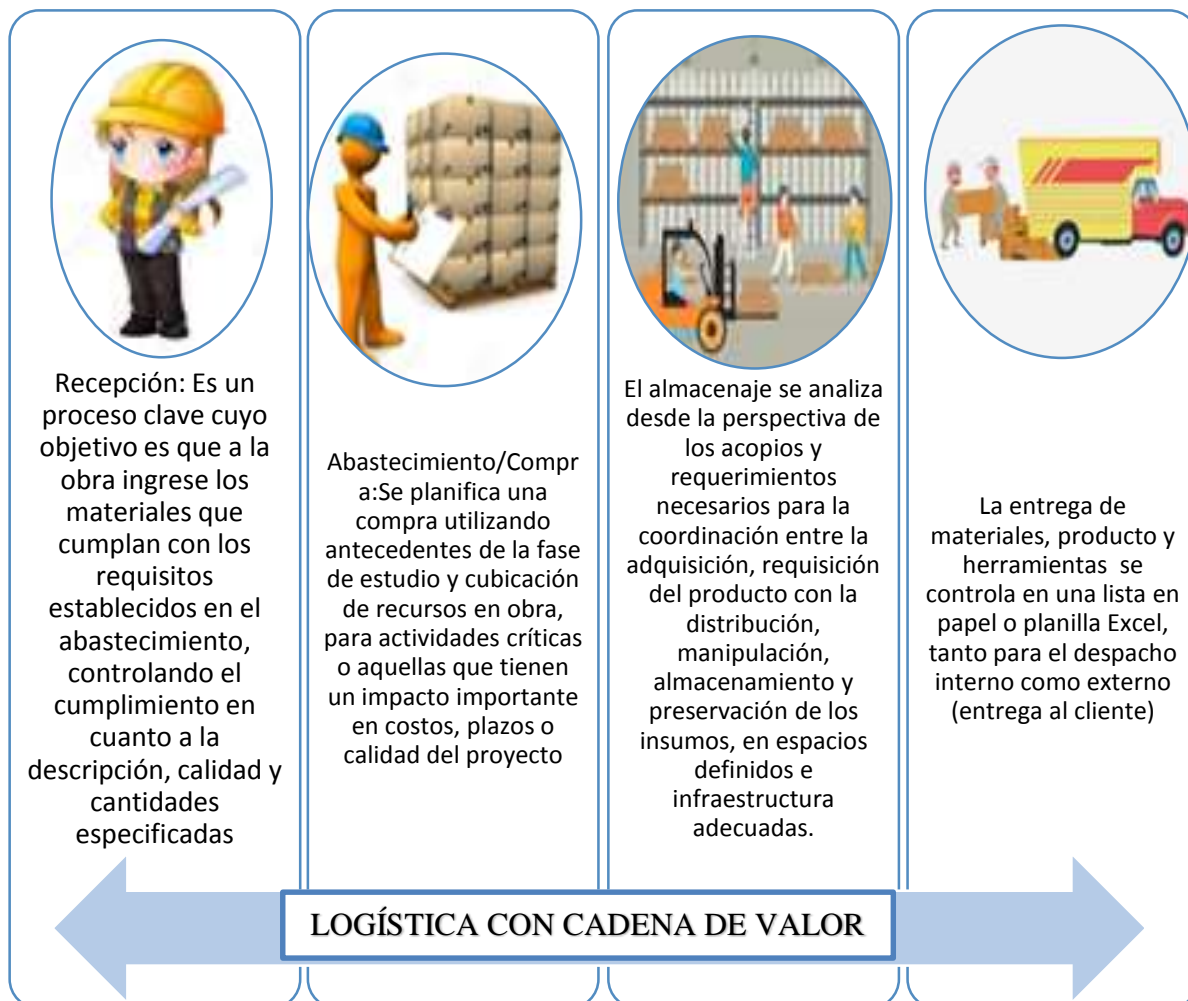 Recepción: Es un
proceso clave cuyo
objetivo es que a la
obra ingrese los
materiales que
cumplan con los
requisitos
establecidos en el
abastecimiento,
controlando el
cumplimiento en
cuanto a la
descripción, calidad y
cantidades
especificadas
Abastecimiento/Compr
a:Se planifica una
compra utilizando
antecedentes de la fase
de estudio y cubicación
de recursos en obra,
para actividades críticas
o aquellas que tienen
un impacto importante
en costos, plazos o
calidad del proyecto
El almacenaje se analiza
desde la perspectiva de
los acopios y
requerimientos
necesarios para la
coordinación entre la
adquisición, requisición
del producto con la
distribución,
manipulación,
almacenamiento y
preservación de los
insumos, en espacios
definidos e
infraestructura
adecuadas.
La entrega de
materiales, producto y
herramientas se
controla en una lista en
papel o planilla Excel,
tanto para el despacho
interno como externo
(entrega al cliente)
LOGÍSTICA CON CADENA DE VALOR